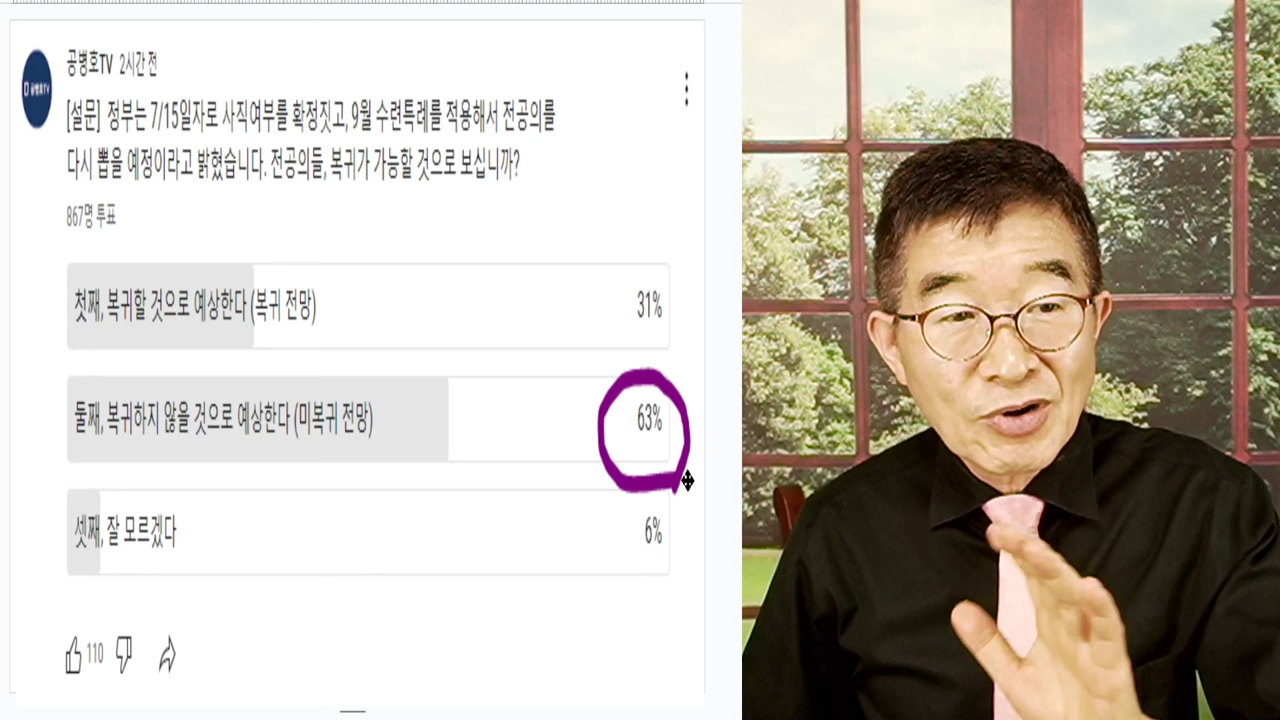 공병호TV
공병호TV 2시간 전
[설문] 정부는 7/15일자로 사직여부를 확정짓고, 9월 수련특례를 적용해서 전공의를
다시 뽑을 예정이라고 밝혔습니다. 전공의들, 복귀가 가능할 것으로 보십니까?
867명 투표
첫째, 복귀할 것으로 예상한다 (복귀 전망) 31%
둘째, 복귀하지 않을 것으로 예상한다 (미복귀 전망) 63%
셋째, 잘 모르겠다 6%
110